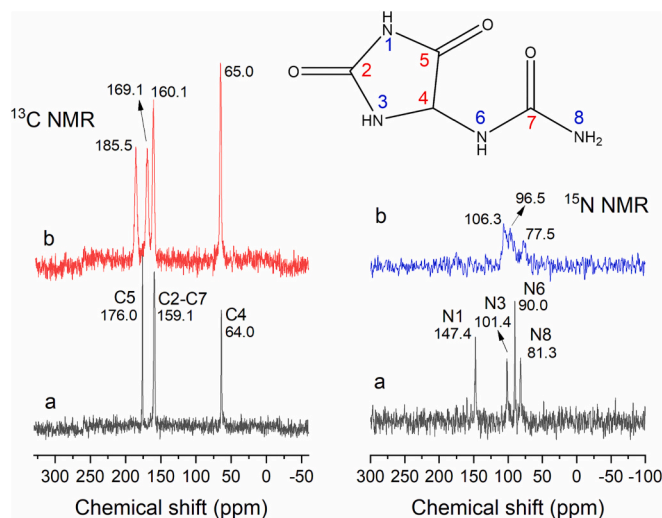 ¹³C NMR
185.5
169.1
160.1
65.0
b
C5
176.0
C2-C7
159.1
C4
64.0
a
300 250 200 150 100 50 0 -50
Chemical shift (ppm)
H
N
1
O
5
O
2
3
HN
4
6
N
H
O
7
8
NH₂
¹⁵N NMR
b
106.3
96.5
77.5
N1
147.4
N3
101.4
N6
90.0
N8
81.3
a
300 250 200 150 100 50 0 -50 -100
Chemical shift (ppm)